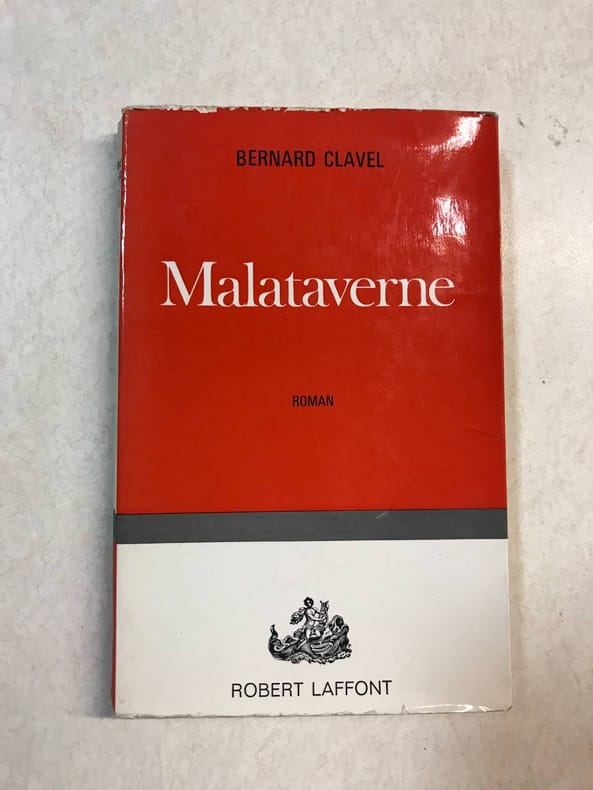 BERNARD CLAVEL
Malataverne
ROMAN
ROBERT LAFFONT